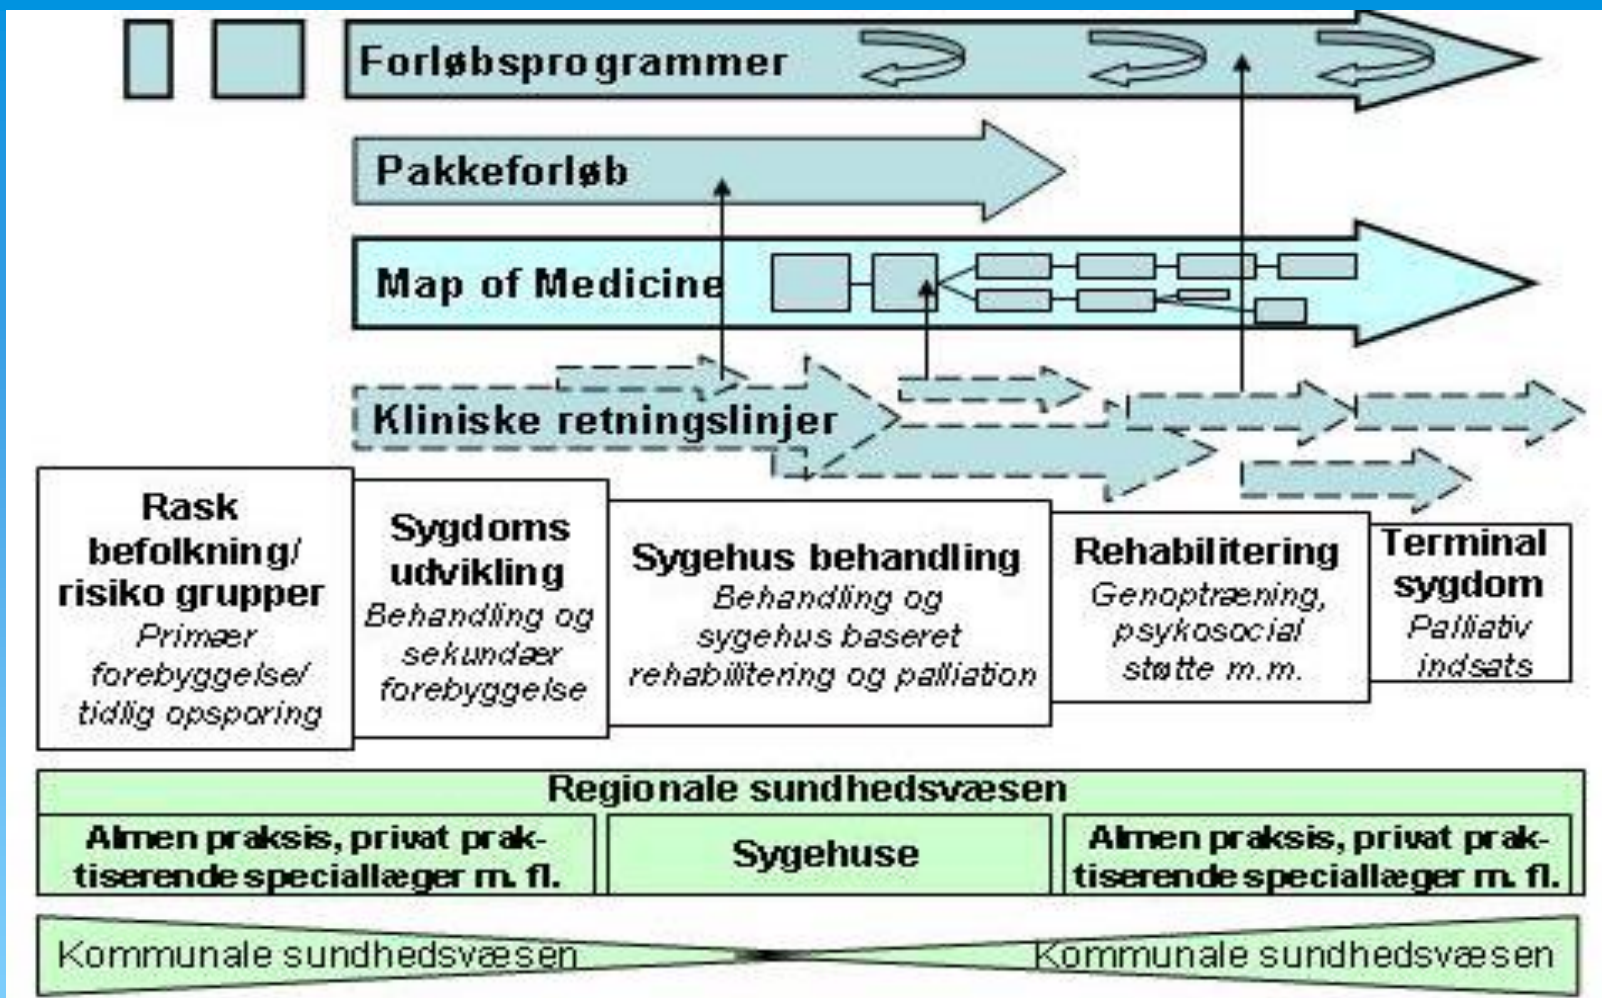 Forløbsprogrammer
Pakkeforløb
Map of Medicine
Kliniske retningslinjer
Rask
befolkning/
risiko grupper
Primær
forebyggelse/
tidlig opsporing
Sygdoms
udvikling
Behandling og
sekundær
forebyggelse
Sygehus behandling
Behandling og
sygehus baseret
rehabilitering og palliation
Rehabilitering
Genoptræning,
psykosocial
støtte m.m.
Terminal
sygdom
Palliativ
indsats
Regionale sundhedsvæsen
Almen praksis, privat prak-
tiserende speciallæger m. fl.
Sygehuse
Almen praksis, privat prak-
tiserende speciallæger m. fl.
Kommunale sundhedsvæsen
Kommunale sundhedsvæsen